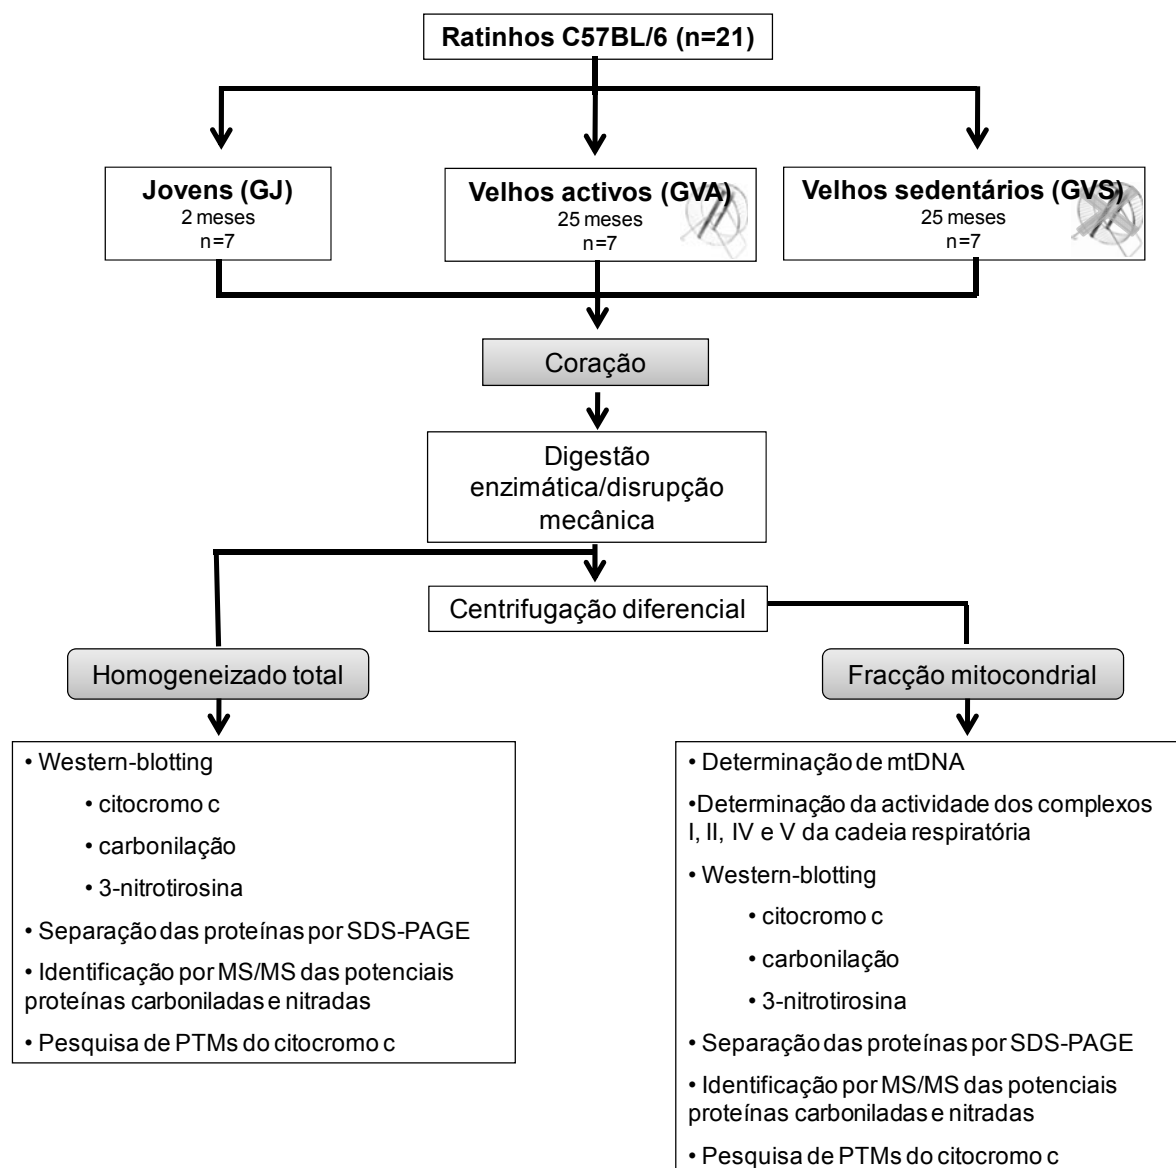 Ratinhos C57BL/6 (n=21)
Jovens (GJ)
2 meses
n=7
Velhos activos (GVA)
25 meses
n=7
Velhos sedentários (GVS)
25 meses
n=7
Coração
Digestão
enzimática/disrupção
mecânica
Centrifugação diferencial
Homogeneizado total
Fracção mitocondrial
• Western-blotting
• citocromo c
• carbonilação
• 3-nitrotirosina
• Separação das proteínas por SDS-PAGE
• Identificação por MS/MS das potenciais
proteínas carboniladas e nitradas
• Pesquisa de PTMs do citocromo c
• Determinação de mtDNA
•Determinação da actividade dos complexos
I, II, IV e V da cadeia respiratória
• Western-blotting
• citocromo c
• carbonilação
• 3-nitrotirosina
• Separação das proteínas por SDS-PAGE
• Identificação por MS/MS das potenciais
proteínas carboniladas e nitradas
• Pesquisa de PTMs do citocromo c